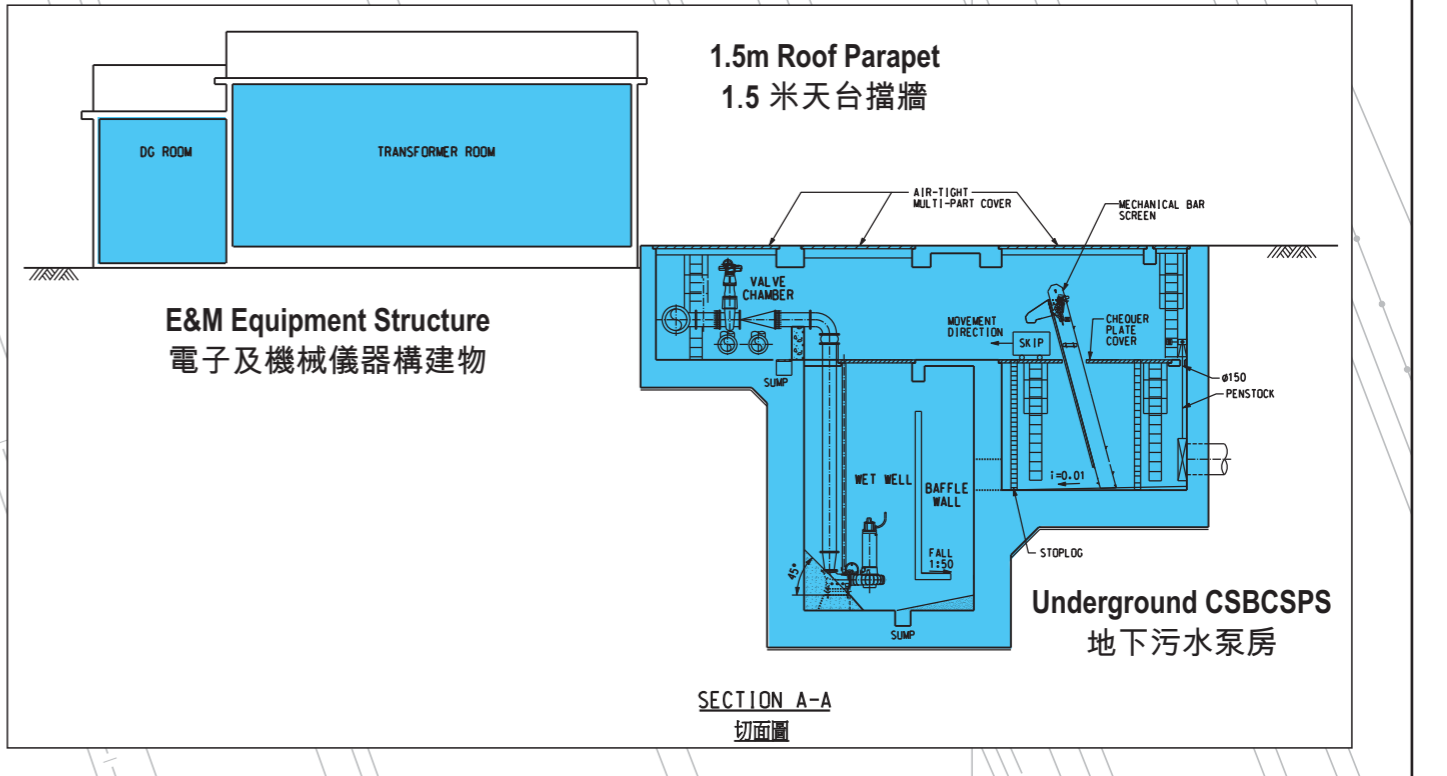 1.5m Roof Parapet
1.5 米天台擋牆
DG ROOM
TRANSFORMER ROOM
AIR-TIGHT
MULTI-PART COVER
MECHANICAL BAR
SCREEN
E&M Equipment Structure
電子及機械儀器構建物
VALVE
CHAMBER
MOVEMENT
DIRECTION
SKIP
CHEQUER
PLATE
COVER
SUMP
ø150
PENSTOCK
WET WELL
BAFFLE
WALL
i=0.01
FALL
1:50
STOPLOG
45°
SUMP
Underground CSBCSPS
地下污水泵房
SECTION A-A
切面圖